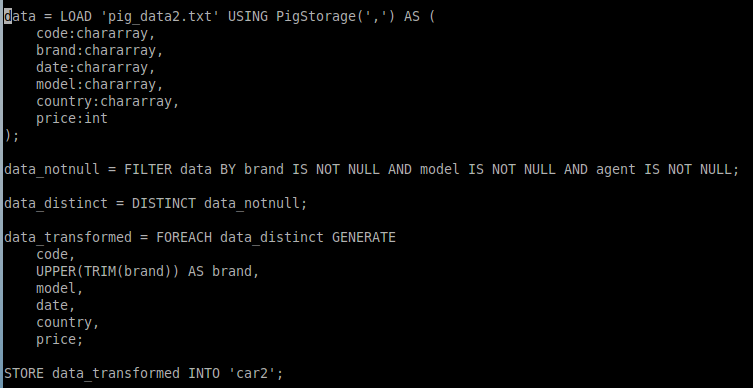 data = LOAD 'pig_data2.txt' USING PigStorage(',') AS (
    code:chararray,
    brand:chararray,
    date:chararray,
    model:chararray,
    country:chararray,
    price:int
);

data_notnull = FILTER data BY brand IS NOT NULL AND model IS NOT NULL AND agent IS NOT NULL;

data_distinct = DISTINCT data_notnull;

data_transformed = FOREACH data_distinct GENERATE
    code,
    UPPER(TRIM(brand)) AS brand,
    model,
    date,
    country,
    price;

STORE data_transformed INTO 'car2';